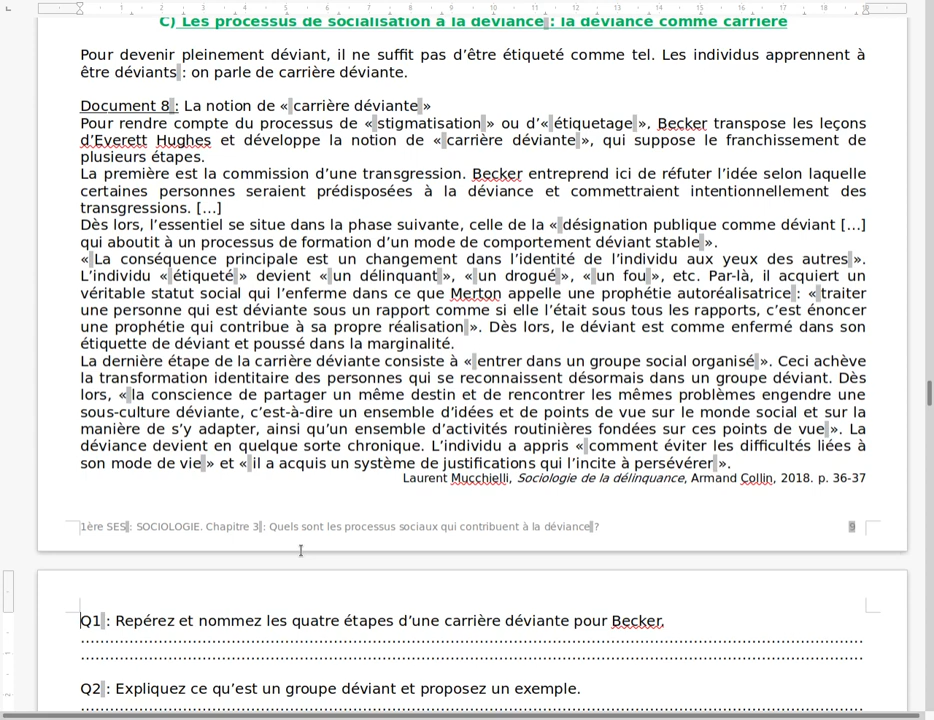 C) Les processus de socialisation à la déviance : la déviance comme carrière
Pour devenir pleinement déviant, il ne suffit pas d’être étiqueté comme tel. Les individus apprennent à
être déviants : on parle de carrière déviante.
Document 8 : La notion de « carrière déviante »
Pour rendre compte du processus de « stigmatisation » ou d’« étiquetage », Becker transpose les leçons
d’Everett Hughes et développe la notion de « carrière déviante », qui suppose le franchissement de
plusieurs étapes.
La première est la commission d’une transgression. Becker entreprend ici de réfuter l’idée selon laquelle
certaines personnes seraient prédisposées à la déviance et commettraient intentionnellement des
transgressions. […]
Dès lors, l’essentiel se situe dans la phase suivante, celle de la « désignation publique comme déviant […]
qui aboutit à un processus de formation d’un mode de comportement déviant stable ».
« La conséquence principale est un changement dans l’identité de l’individu aux yeux des autres ».
L’individu « étiqueté » devient « un délinquant », « un drogué », « un fou », etc. Par-là, il acquiert un
véritable statut social qui l’enferme dans ce que Merton appelle une prophétie autoréalisatrice : « traiter
une personne qui est déviante sous un rapport comme si elle l’était sous tous les rapports, c’est énoncer
une prophétie qui contribue à sa propre réalisation ». Dès lors, le déviant est comme enfermé dans son
étiquette de déviant et poussé dans la marginalité.
La dernière étape de la carrière déviante consiste à « entrer dans un groupe social organisé ». Ceci achève
la transformation identitaire des personnes qui se reconnaissent désormais dans un groupe déviant. Dès
lors, « la conscience de partager un même destin et de rencontrer les mêmes problèmes engendre une
sous-culture déviante, c’est-à-dire un ensemble d’idées et de points de vue sur le monde social et sur la
manière de s’y adapter, ainsi qu’un ensemble d’activités routinières fondées sur ces points de vue ». La
déviance devient en quelque sorte chronique. L’individu a appris « comment éviter les difficultés liées à
son mode de vie » et « il a acquis un système de justifications qui l’incite à persévérer ».
Laurent Mucchielli, Sociologie de la délinquance, Armand Collin, 2018. p. 36-37
1ère SES : SOCIOLOGIE. Chapitre 3 : Quels sont les processus sociaux qui contribuent à la déviance ? 9
Q1 : Repérez et nommez les quatre étapes d’une carrière déviante pour Becker.
Q2 : Expliquez ce qu’est un groupe déviant et proposez un exemple.